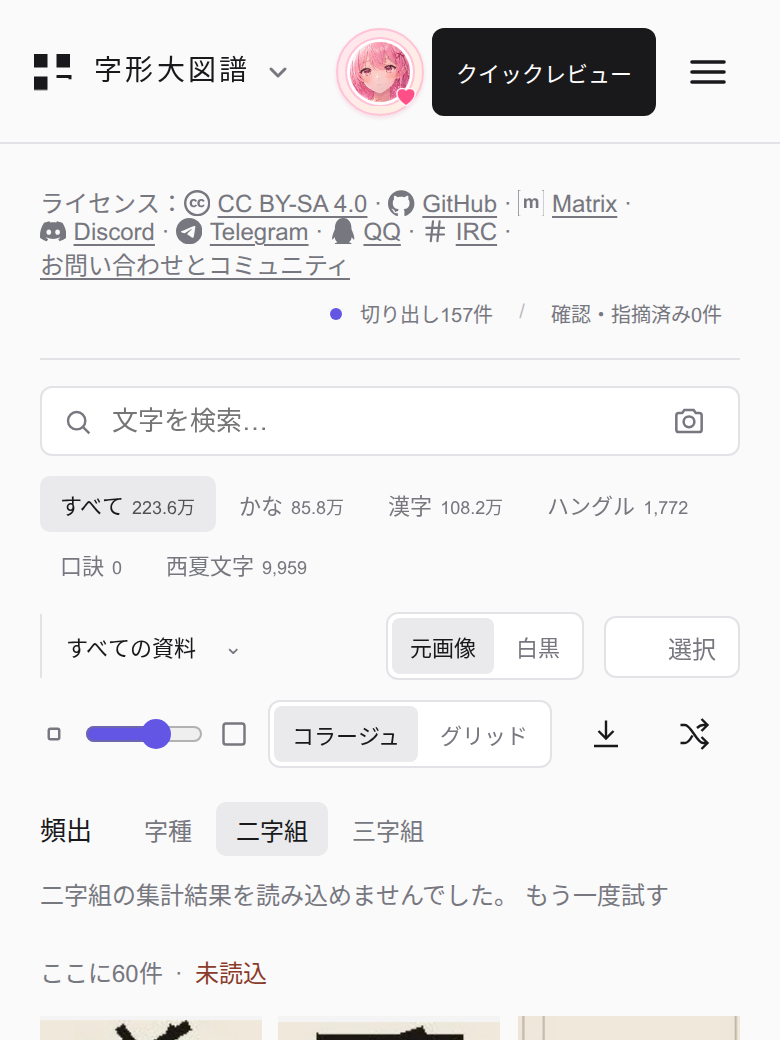 字形大図譜
クイックレビュー
ライセンス：CC BY-SA 4.0 · GitHub · [m] Matrix ·
Discord · Telegram · QQ · # IRC ·
お問い合わせとコミュニティ
切り出し157件 / 確認・指摘済み0件
文字を検索…
すべて 223.6万 かな 85.8万 漢字 108.2万 ハングル 1,772
口訣 0 西夏文字 9,959
すべての資料 元画像 白黒 選択
コラージュ グリッド
頻出 字種 二字組 三字組
二字組の集計結果を読み込めませんでした。 もう一度試す
ここに60件 · 未読込